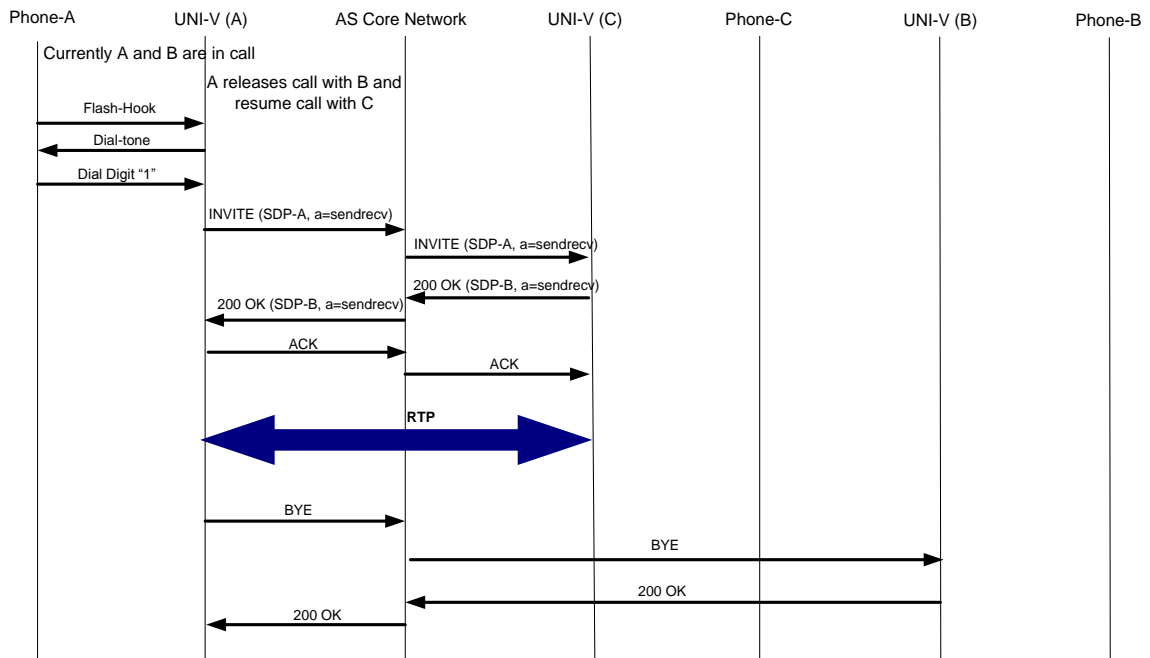 Phone-A
UNI-V (A)
AS Core Network
UNI-V (C)
Phone-C
UNI-V (B)
Phone-B
Currently A and B are in call
A releases call with B and
resume call with C
Flash-Hook
Dial-tone
Dial Digit “1”
INVITE (SDP-A, a=sendrecv)
INVITE (SDP-A, a=sendrecv)
200 OK (SDP-B, a=sendrecv)
200 OK (SDP-B, a=sendrecv)
ACK
ACK
RTP
BYE
BYE
200 OK
200 OK